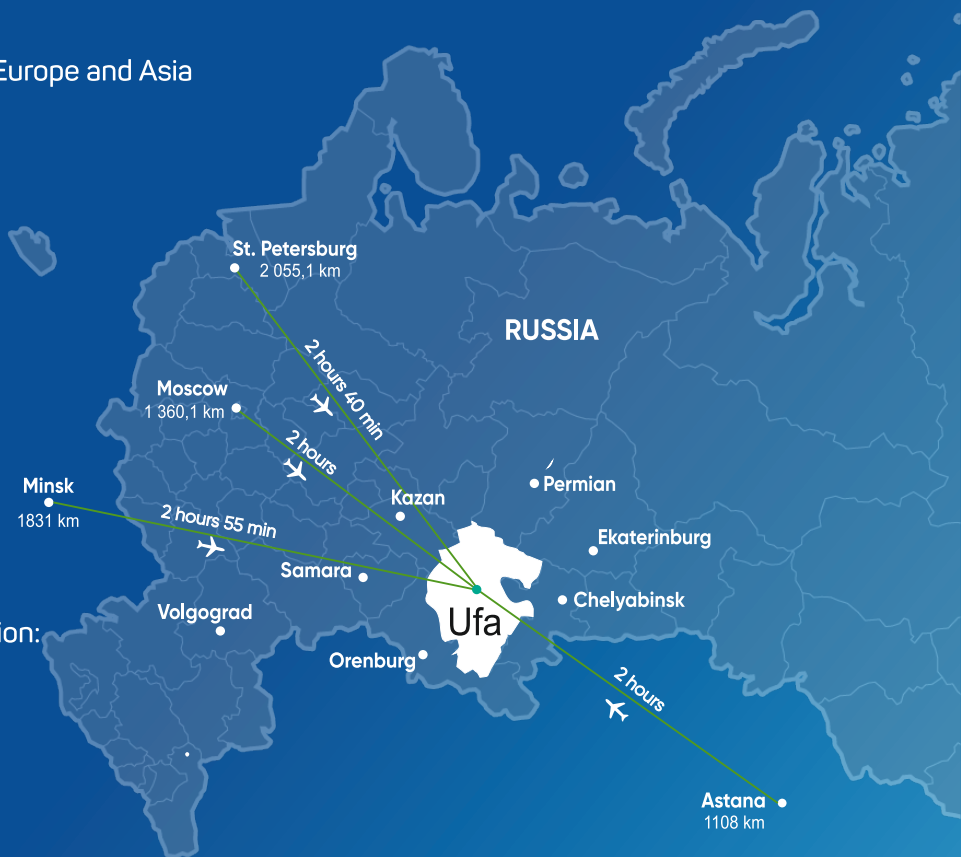 Europe and Asia
St. Petersburg
2 055,1 km
RUSSIA
2 hours 40 min
Moscow
1 360,1 km
2 hours
Minsk
1831 km
2 hours 55 min
Kazan
Permian
Ekaterinburg
Samara
Chelyabinsk
Volgograd
Ufa
ion:
Orenburg
2 hours
Astana
1108 km